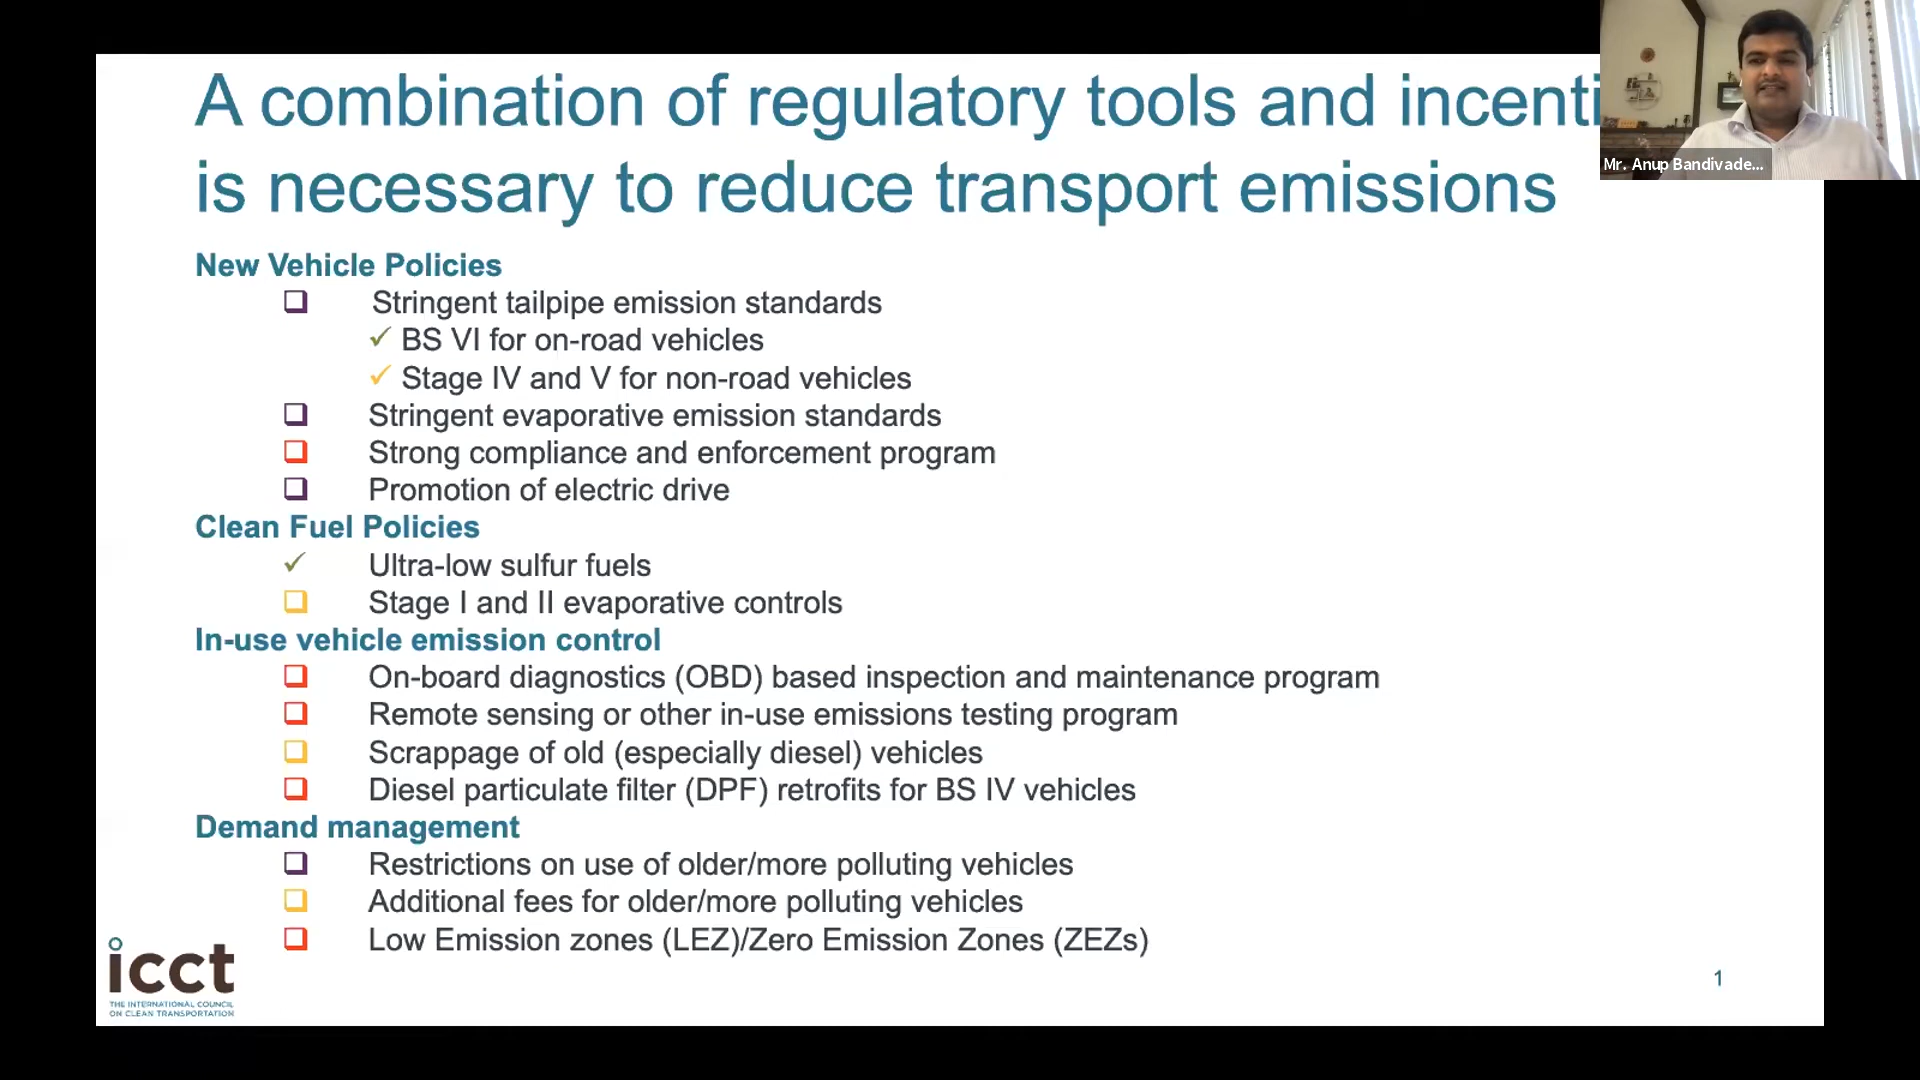 A combination of regulatory tools and incenti
is necessary to reduce transport emissions
Mr. Anup Bandivade...
New Vehicle Policies
Stringent tailpipe emission standards
BS VI for on-road vehicles
Stage IV and V for non-road vehicles
Stringent evaporative emission standards
Strong compliance and enforcement program
Promotion of electric drive
Clean Fuel Policies
Ultra-low sulfur fuels
Stage I and II evaporative controls
In-use vehicle emission control
On-board diagnostics (OBD) based inspection and maintenance program
Remote sensing or other in-use emissions testing program
Scrappage of old (especially diesel) vehicles
Diesel particulate filter (DPF) retrofits for BS IV vehicles
Demand management
Restrictions on use of older/more polluting vehicles
Additional fees for older/more polluting vehicles
Low Emission zones (LEZ)/Zero Emission Zones (ZEZs)
icct
THE INTERNATIONAL COUNCIL
ON CLEAN TRANSPORTATION
1